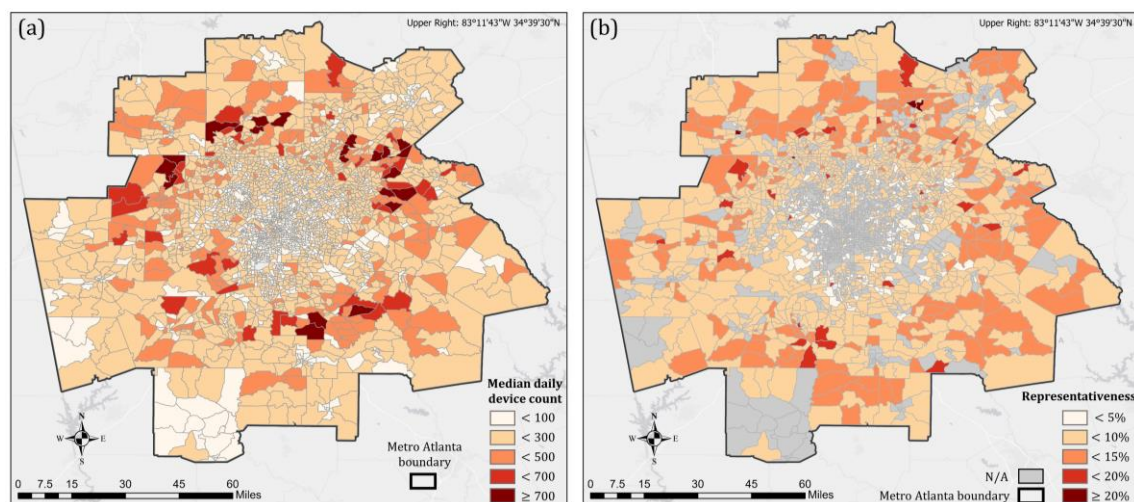 (a)
Upper Right: 83°11'43"W 34°39'30"N
Median daily
device count
< 100
< 300
< 500
< 700
≥ 700
Metro Atlanta
boundary
N
W E
S
0 7.5 15 30 45 60
Miles
(b)
Upper Right: 83°11'43"W 34°39'30"N
Representativeness
< 5%
< 10%
< 15%
< 20%
≥ 20%
N/A
Metro Atlanta boundary
N
W E
S
0 7.5 15 30 45 60
Miles